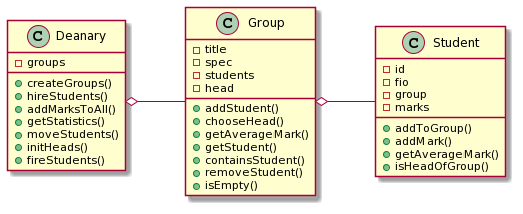 C Deanary
groups
createGroups()
hireStudents()
addMarksToAll()
getStatistics()
moveStudents()
initHeads()
fireStudents()
C Group
title
spec
students
head
addStudent()
chooseHead()
getAverageMark()
getStudent()
containsStudent()
removeStudent()
isEmpty()
C Student
id
fio
group
marks
addToGroup()
addMark()
getAverageMark()
isHeadOfGroup()